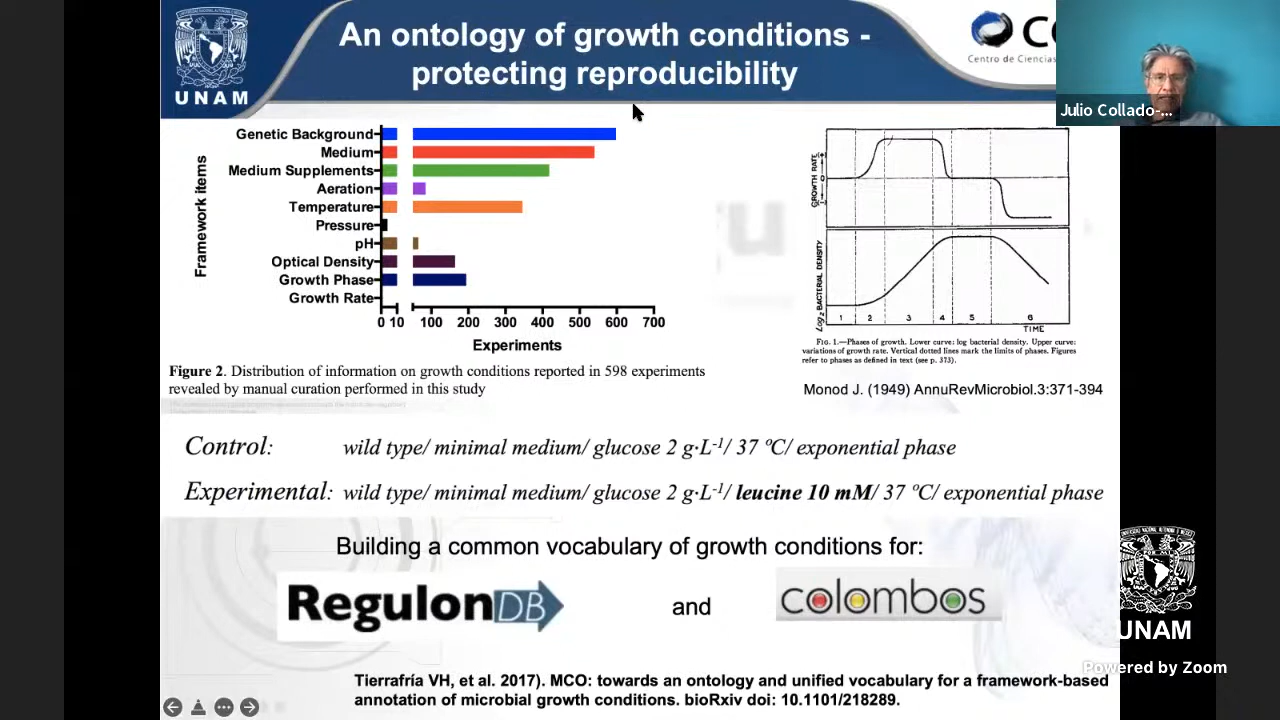 An ontology of growth conditions -
protecting reproducibility
UNAM
Centro de Ciencias
Julio Collado-...
Framework items
Genetic Background
Medium
Medium Supplements
Aeration
Temperature
Pressure
pH
Optical Density
Growth Phase
Growth Rate
0 10 100 200 300 400 500 600 700
Experiments
Figure 2. Distribution of information on growth conditions reported in 598 experiments
revealed by manual curation performed in this study
GROWTH RATE
0
Log2 BACTERIAL DENSITY
1 2 3 4 5 6
TIME
FIG. 1.—Phases of growth. Lower curve: log bacterial density. Upper curve:
variations of growth rate. Vertical dotted lines mark the limits of phases. Figures
refer to phases as defined in text (see p. 373).
Monod J. (1949) AnnuRevMicrobiol.3:371-394
Control: wild type/ minimal medium/ glucose 2 g·L-1/ 37 ºC/ exponential phase
Experimental: wild type/ minimal medium/ glucose 2 g·L-1/ leucine 10 mM/ 37 ºC/ exponential phase
Building a common vocabulary of growth conditions for:
RegulonDB and colombos
UNAM
Powered by Zoom
Tierrafría VH, et al. 2017). MCO: towards an ontology and unified vocabulary for a framework-based
annotation of microbial growth conditions. bioRxiv doi: 10.1101/218289.